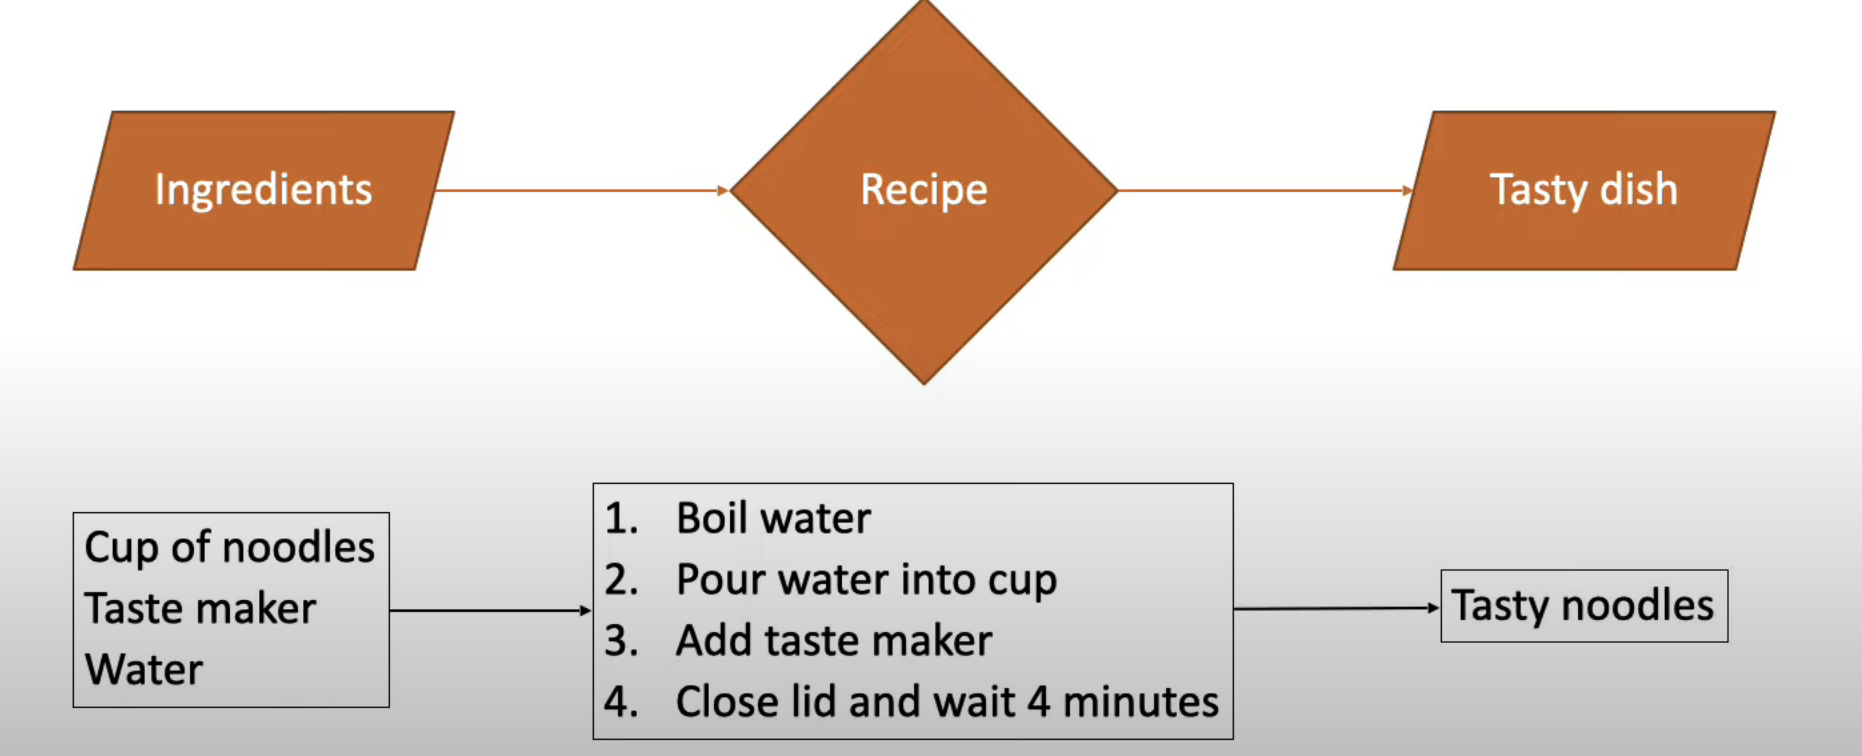 Ingredients
Recipe
Tasty dish
Cup of noodles
Taste maker
Water
1. Boil water
2. Pour water into cup
3. Add taste maker
4. Close lid and wait 4 minutes
Tasty noodles